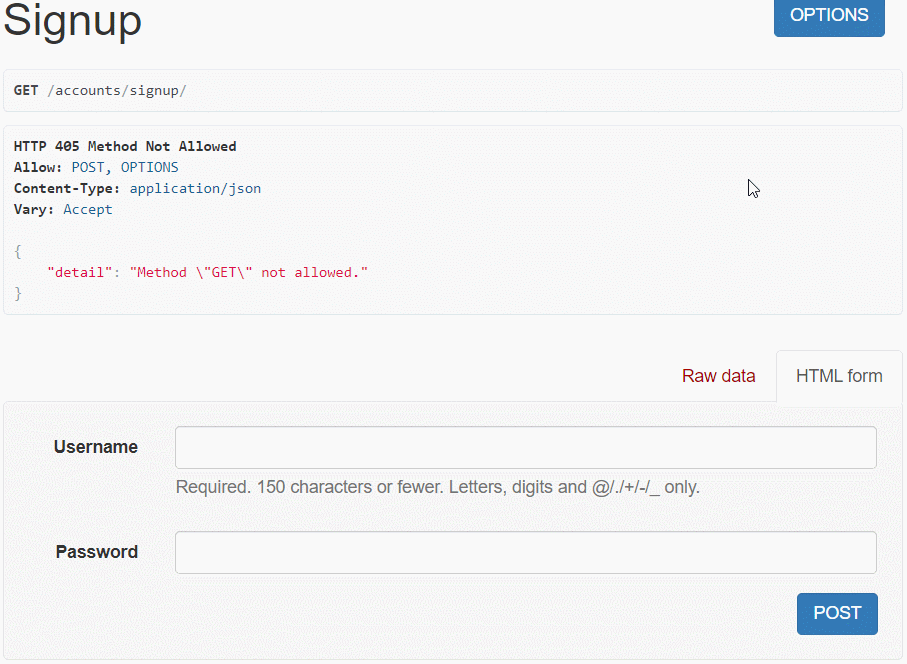 Signup
OPTIONS
GET /accounts/signup/
HTTP 405 Method Not Allowed
Allow: POST, OPTIONS
Content-Type: application/json
Vary: Accept
{
    "detail": "Method \"GET\" not allowed."
}
Raw data
HTML form
Username
Required. 150 characters or fewer. Letters, digits and @/./+/-/_ only.
Password
POST